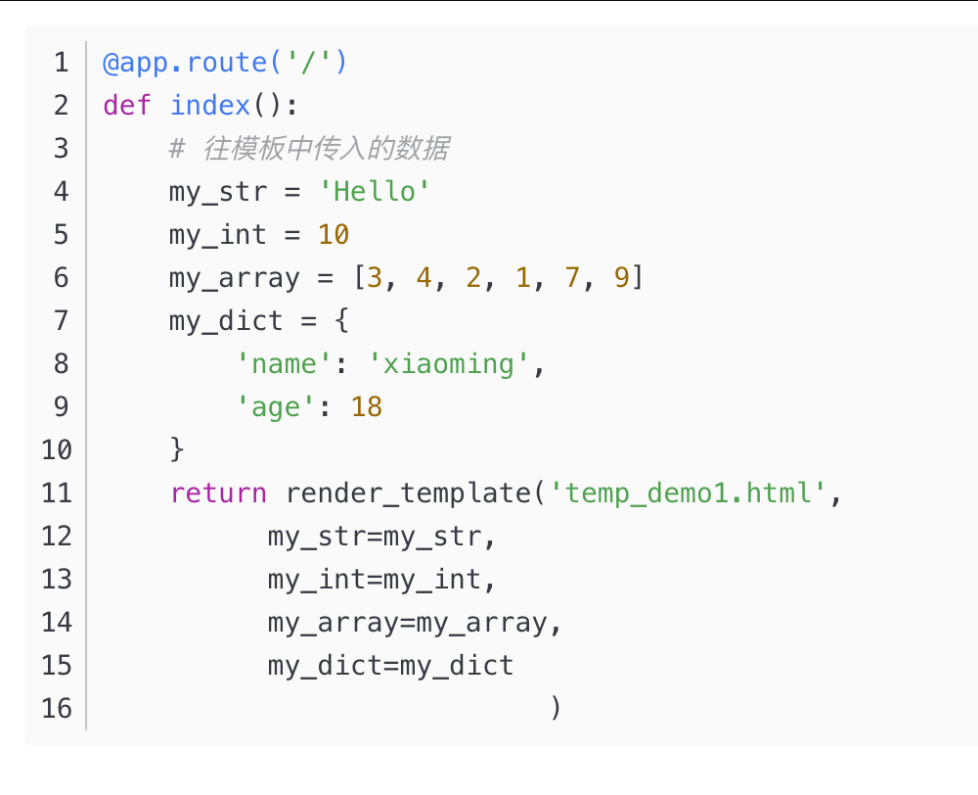 1 @app.route('/')
2 def index():
3     # 往模板中传入的数据
4     my_str = 'Hello'
5     my_int = 10
6     my_array = [3, 4, 2, 1, 7, 9]
7     my_dict = {
8         'name': 'xiaoming',
9         'age': 18
10     }
11     return render_template('temp_demo1.html',
12           my_str=my_str,
13           my_int=my_int,
14           my_array=my_array,
15           my_dict=my_dict
16                            )